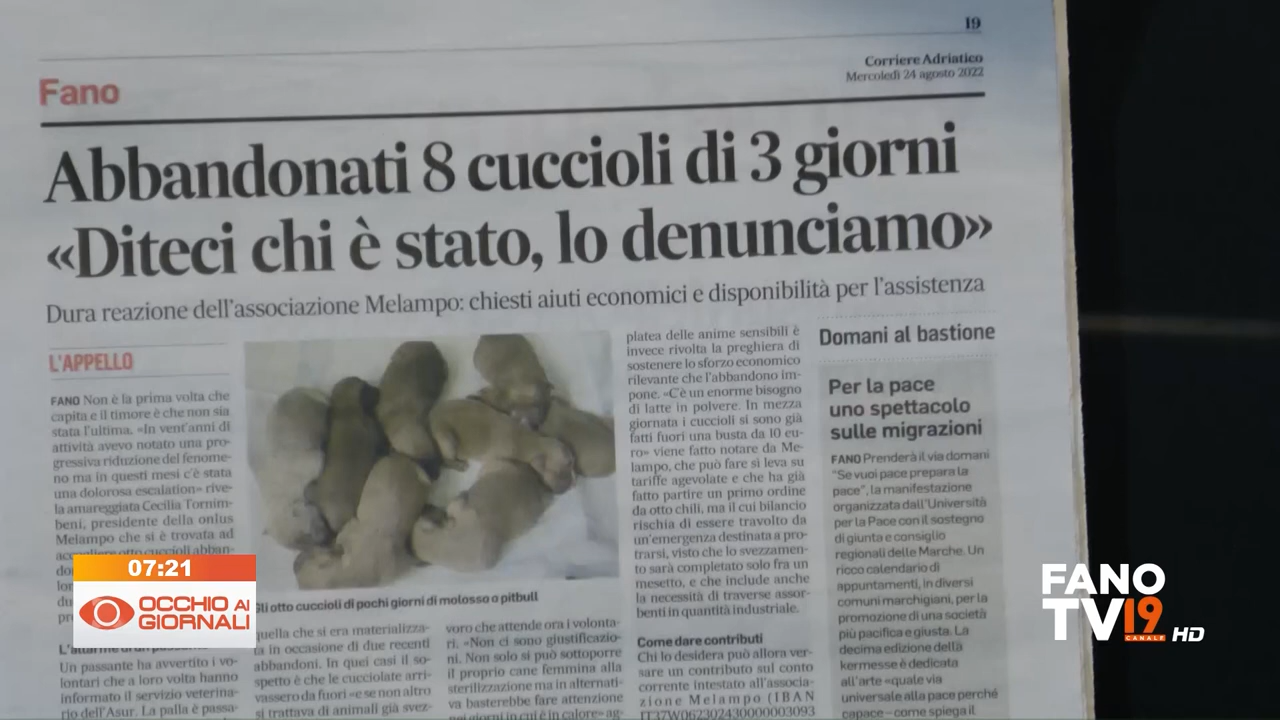 19
Corriere Adriatico
Mercoledì 24 agosto 2022
Fano
Abbandonati 8 cuccioli di 3 giorni
«Diteci chi è stato, lo denunciamo»
Dura reazione dell'associazione Melampo: chiesti aiuti economici e disponibilità per l'assistenza
L'APPELLO
FANO Non è la prima volta che
capita e il timore è che non sia
stata l'ultima. «In vent'anni di
attività avevo notato una pro-
gressiva riduzione del fenome-
no ma in questi mesi c'è stata
una dolorosa escalation» rive-
la amareggiata Cecilia Tornim-
beni, presidente della onlus
Melampo che si è trovata ad
accogliere otto cuccioli abban-
Un passante ha avvertito i vo-
lontari che a loro volta hanno
informato il servizio veterina-
rio dell'Asur. La palla è passa-
Gli otto cuccioli di pochi giorni di molosso o pitbull
quella che si era materializza-
ta in occasione di due recenti
abbandoni. In quei casi il so-
spetto è che le cucciolate arri-
vassero da fuori «e se non altro
si trattava di animali già svez-
voro che attende ora i volonta-
ri. «Non ci sono giustificazio-
ni. Non solo si può sottoporre
il proprio cane femmina alla
sterilizzazione ma in alternati-
va basterebbe fare attenzione
nei giorni in cui è in calore» ag-
platea delle anime sensibili è
invece rivolta la preghiera di
sostenere lo sforzo economico
rilevante che l'abbandono im-
pone. «C'è un enorme bisogno
di latte in polvere. In mezza
giornata i cuccioli si sono già
fatti fuori una busta da 10 eu-
ro» viene fatto notare da Me-
lampo, che può fare sì leva su
tariffe agevolate e che ha già
fatto partire un primo ordine
da otto chili, ma il cui bilancio
rischia di essere travolto da
un'emergenza destinata a pro-
trarsi, visto che lo svezzamen-
to sarà completato solo fra un
mesetto, e che include anche
la necessità di traverse assor-
benti in quantità industriale.
Come dare contributi
Chi lo desidera può allora ver-
sare un contributo sul conto
corrente intestato all'associa-
zione Melampo (IBAN
IT37W0623024300000003093
Domani al bastione
Per la pace
uno spettacolo
sulle migrazioni
FANO Prenderà il via domani
"Se vuoi pace prepara la
pace", la manifestazione
organizzata dall'Università
per la Pace con il sostegno
di giunta e consiglio
regionali delle Marche. Un
ricco calendario di
appuntamenti, in diversi
comuni marchigiani, per la
promozione di una società
più pacifica e giusta. La
decima edizione della
kermesse è dedicata
all'arte «quale via
universale alla pace perché
capace – come spiega il
07:21
OCCHIO AI
GIORNALI
FANO
TV19
CANALE HD